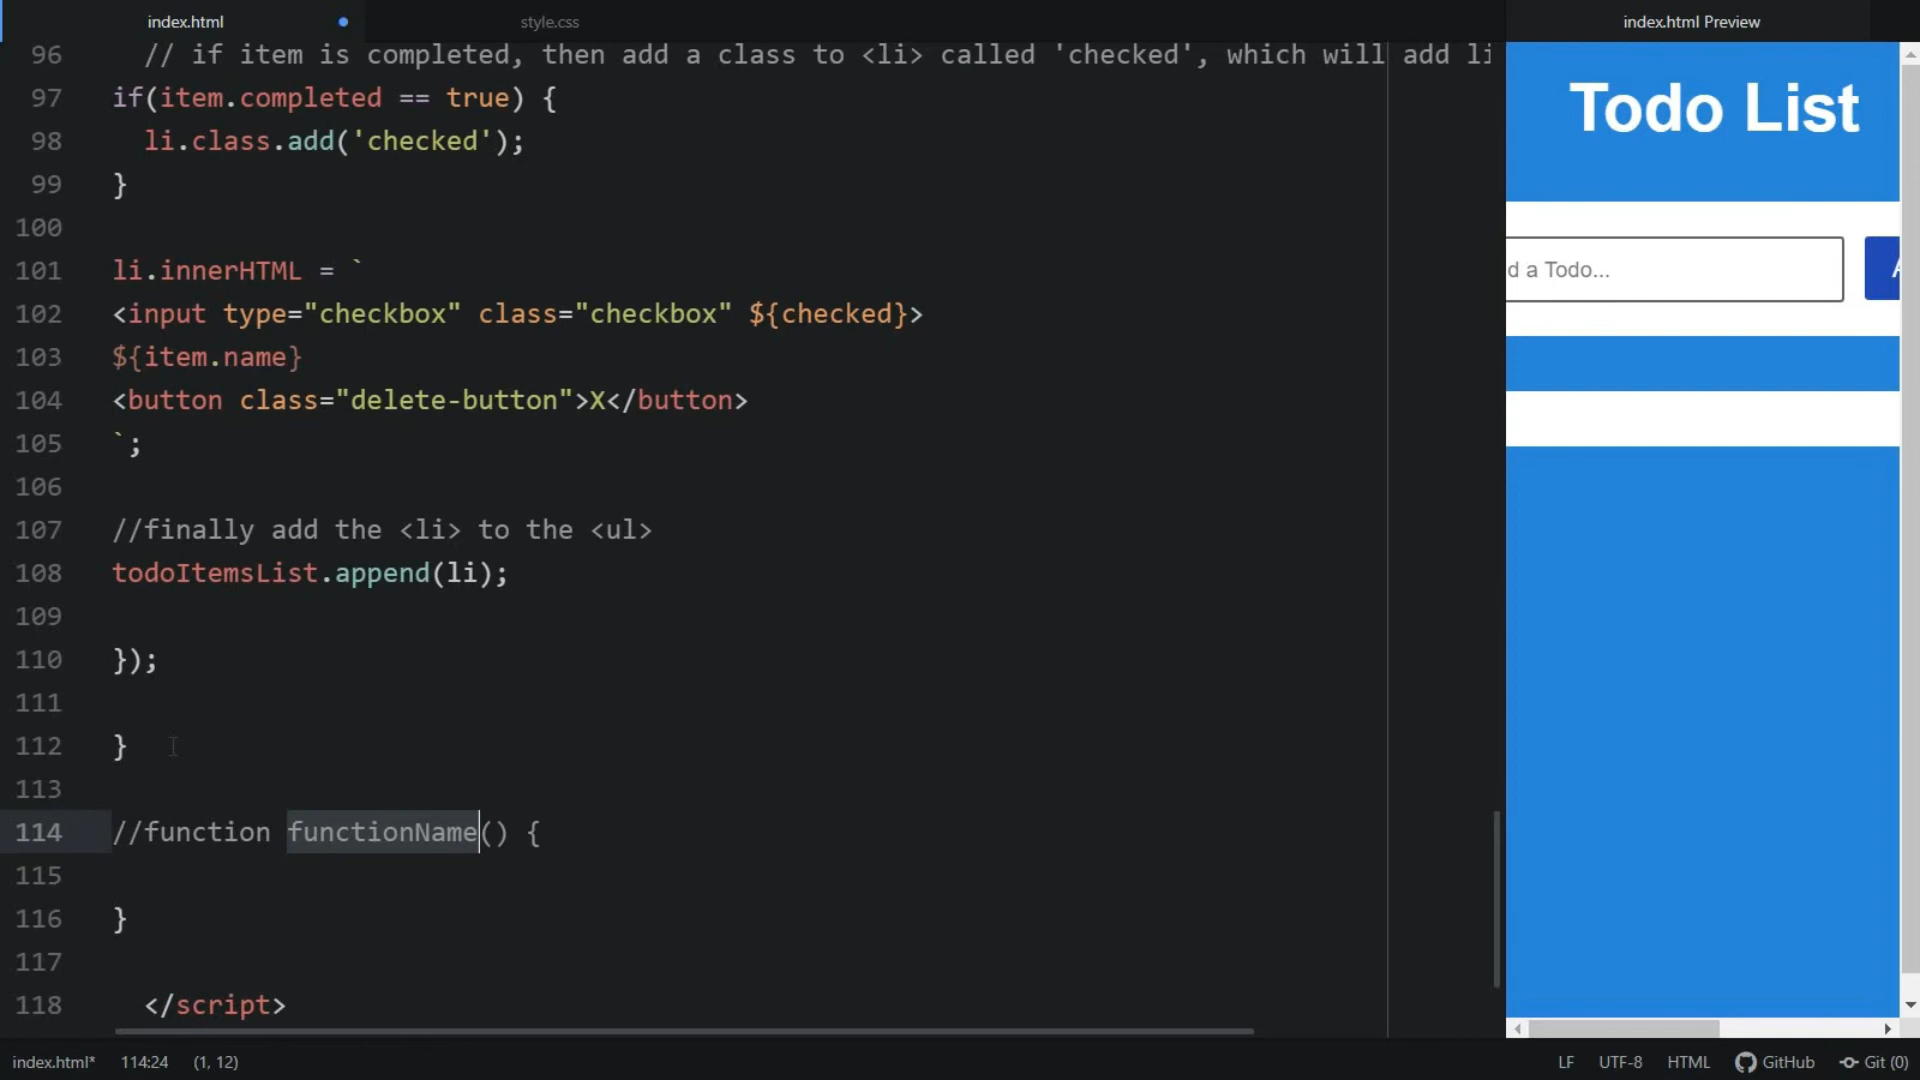 index.html
style.css
index.html Preview
96 // if item is completed, then add a class to <li> called 'checked', which will add li
97 if(item.completed == true) {
98 li.class.add('checked');
99 }
100
101 li.innerHTML = `
102 <input type="checkbox" class="checkbox" ${checked}>
103 ${item.name}
104 <button class="delete-button">X</button>
105 `;
106
107 //finally add the <li> to the <ul>
108 todoItemsList.append(li);
109
110 });
111
112 }
113
114 //function functionName() {
115
116 }
117
118 </script>
Todo List
d a Todo...
A
index.html* 114:24 (1, 12)
LF UTF-8 HTML GitHub Git (0)